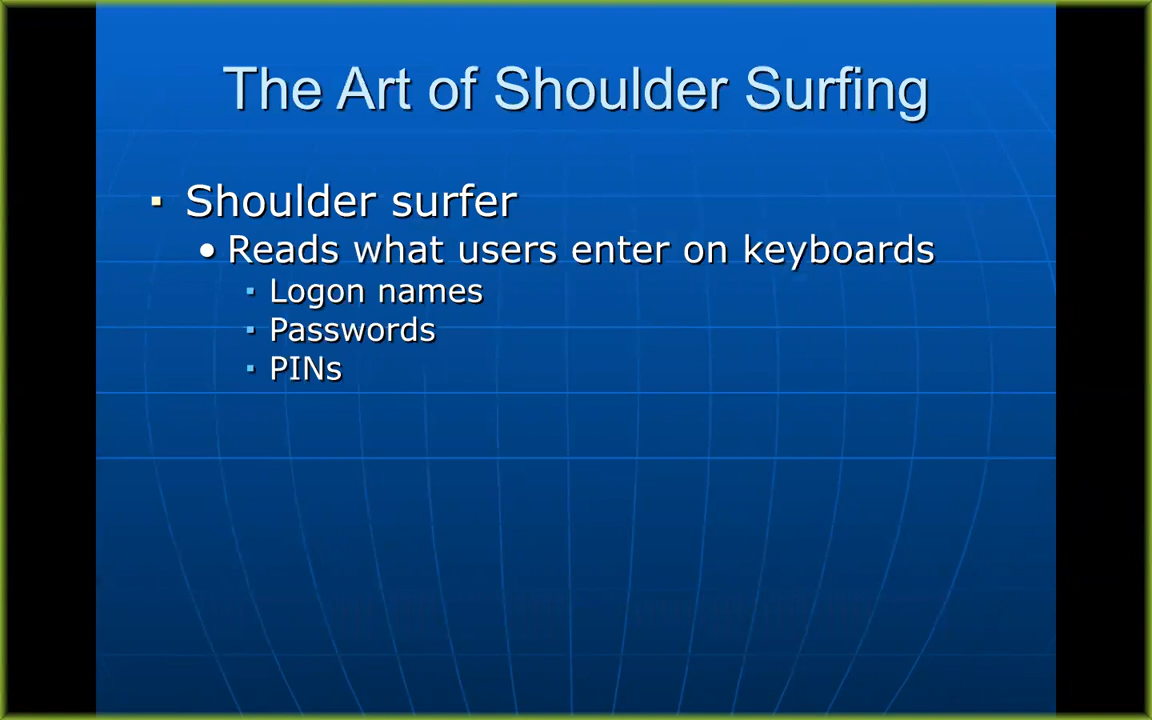 The Art of Shoulder Surfing
▪ Shoulder surfer
• Reads what users enter on keyboards
▪ Logon names
▪ Passwords
▪ PINs